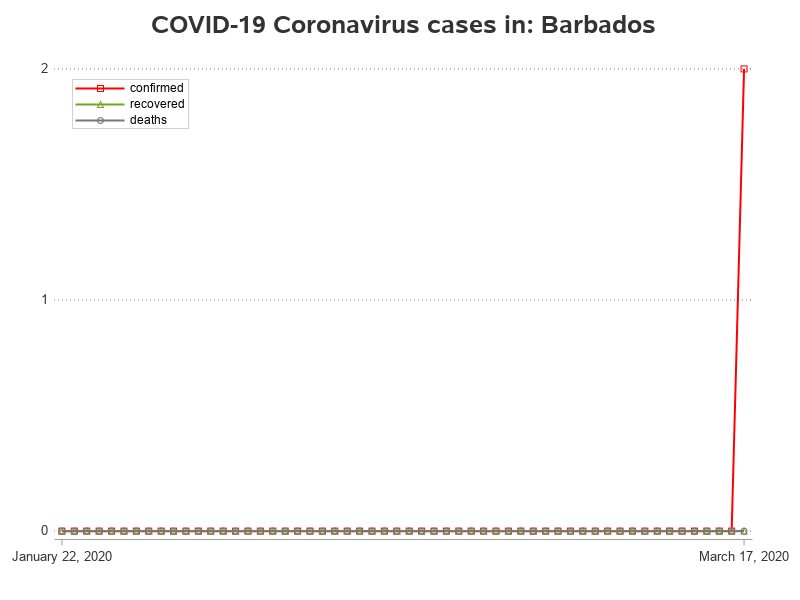 COVID-19 Coronavirus cases in: Barbados
2
confirmed
recovered
deaths
1
0
January 22, 2020
March 17, 2020